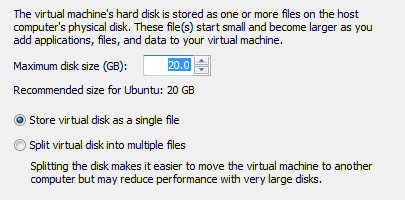 The virtual machine's hard disk is stored as one or more files on the host
computer's physical disk. These file(s) start small and become larger as you
add applications, files, and data to your virtual machine.
Maximum disk size (GB): 20.0
Recommended size for Ubuntu: 20 GB
Store virtual disk as a single file
Split virtual disk into multiple files
Splitting the disk makes it easier to move the virtual machine to another
computer but may reduce performance with very large disks.